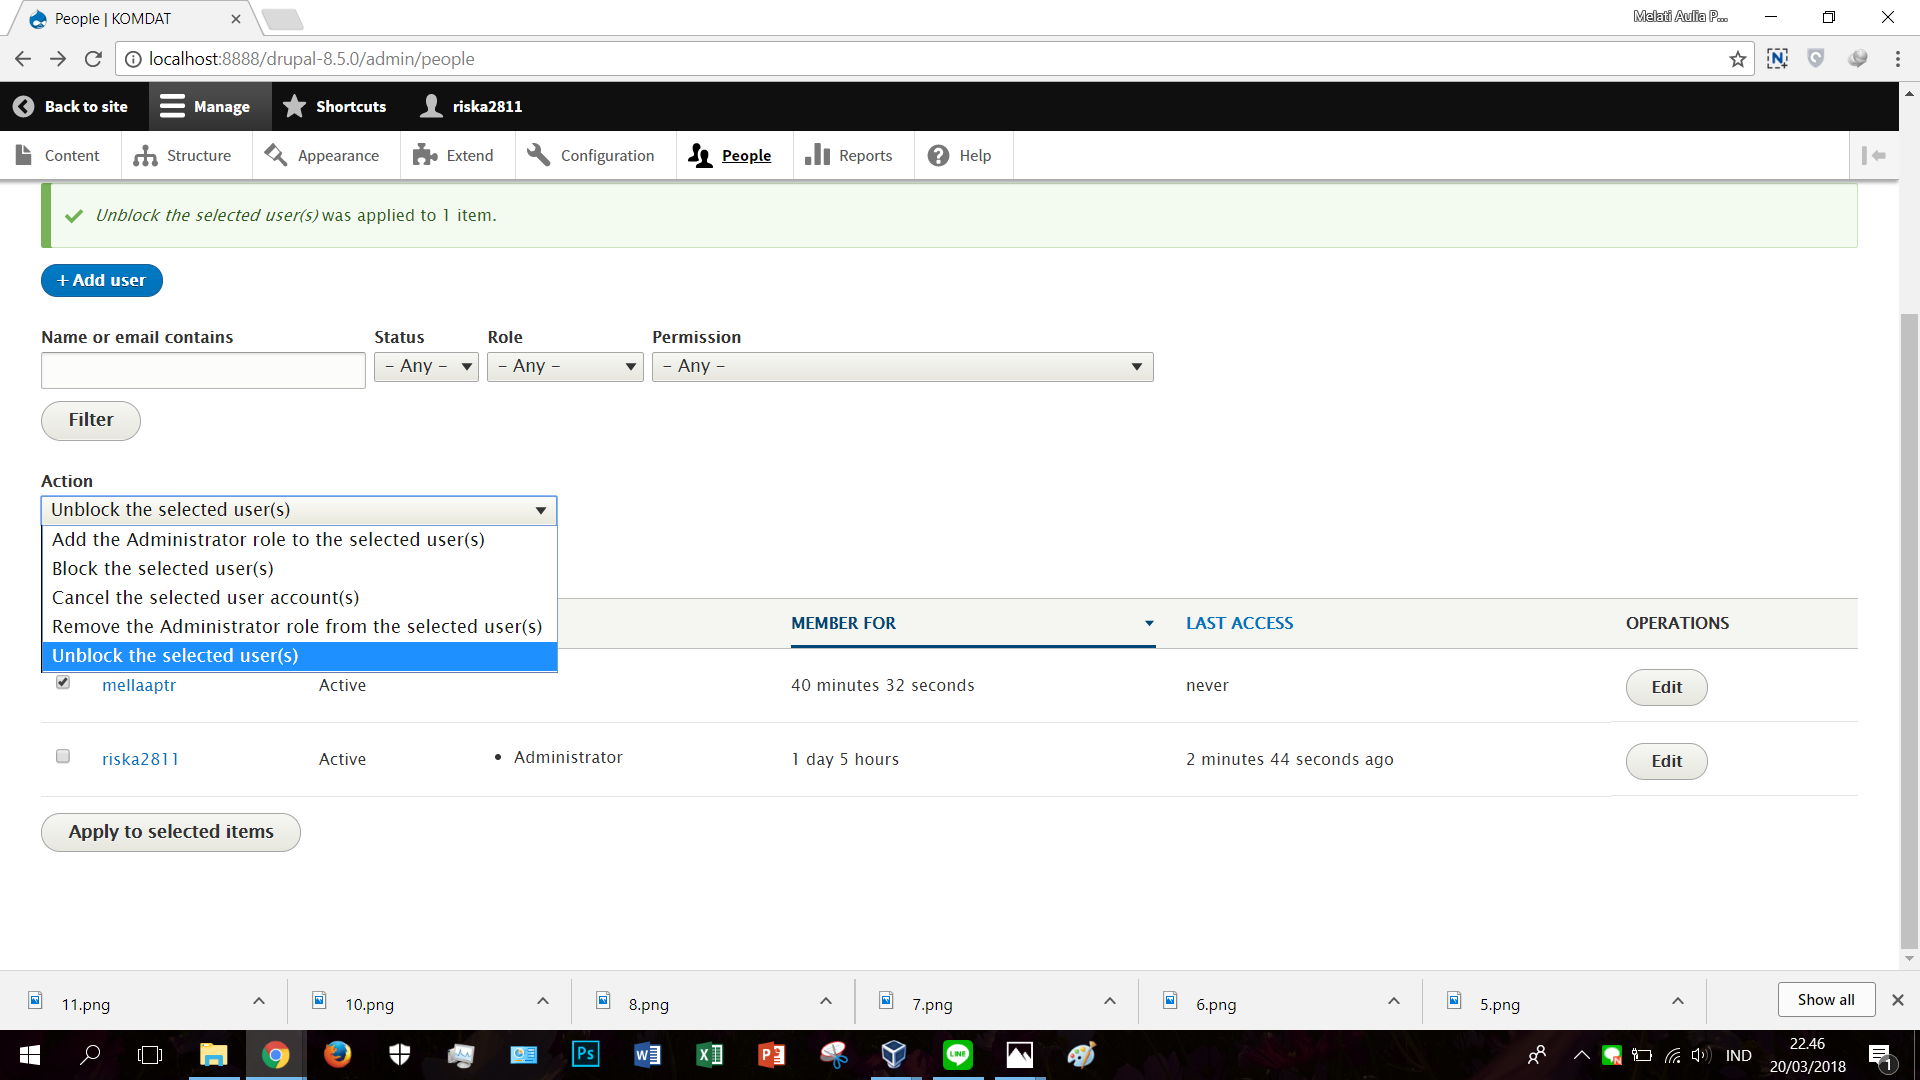 People | KOMDAT
Melati Aulia P...
localhost:8888/drupal-8.5.0/admin/people
Back to site
Manage
Shortcuts
riska2811
Content
Structure
Appearance
Extend
Configuration
People
Reports
Help
Unblock the selected user(s) was applied to 1 item.
+ Add user
Name or email contains
Status
Role
Permission
- Any -
- Any -
- Any -
Filter
Action
Unblock the selected user(s)
Add the Administrator role to the selected user(s)
Block the selected user(s)
Cancel the selected user account(s)
Remove the Administrator role from the selected user(s)
Unblock the selected user(s)
MEMBER FOR
LAST ACCESS
OPERATIONS
mellaaptr
Active
40 minutes 32 seconds
never
Edit
riska2811
Active
• Administrator
1 day 5 hours
2 minutes 44 seconds ago
Edit
Apply to selected items
11.png
10.png
8.png
7.png
6.png
5.png
Show all
Ps
LINE
IND
22.46
20/03/2018
1